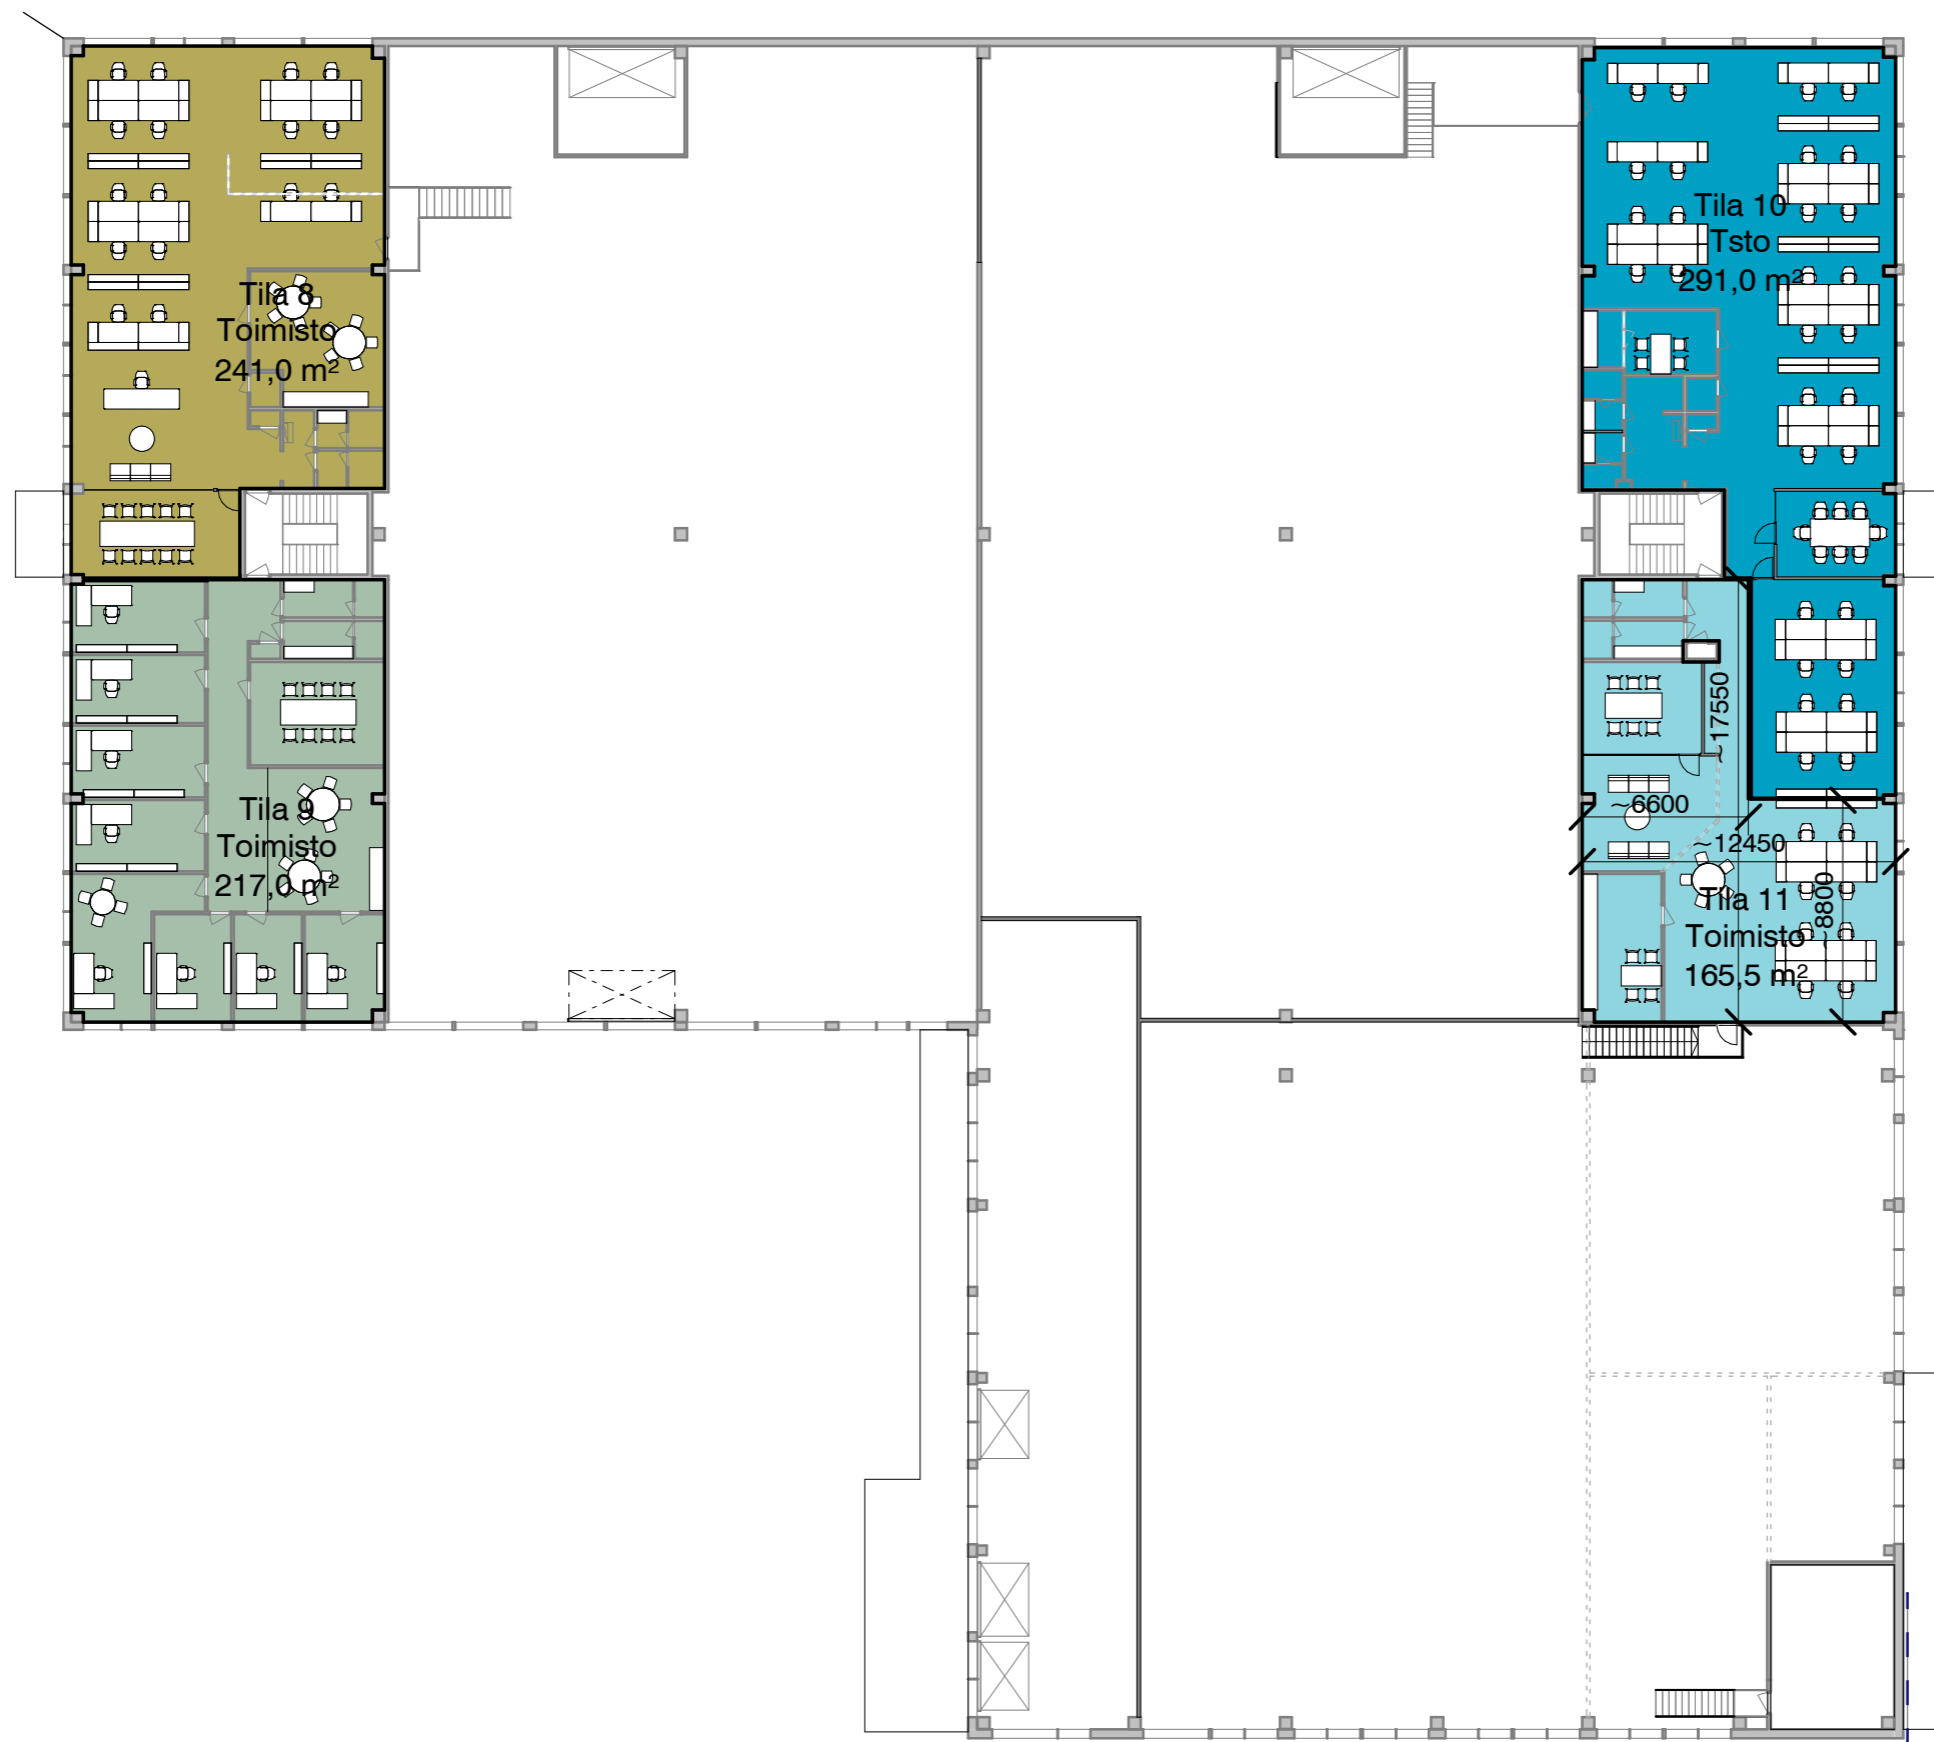 Tila 8
Toimisto
241,0 m²
Tila 10
Tsto
291,0 m²
Tila 9
Toimisto
217,0 m²
~17550
~6600
~12450
~8800
Tila 11
Toimisto
165,5 m²